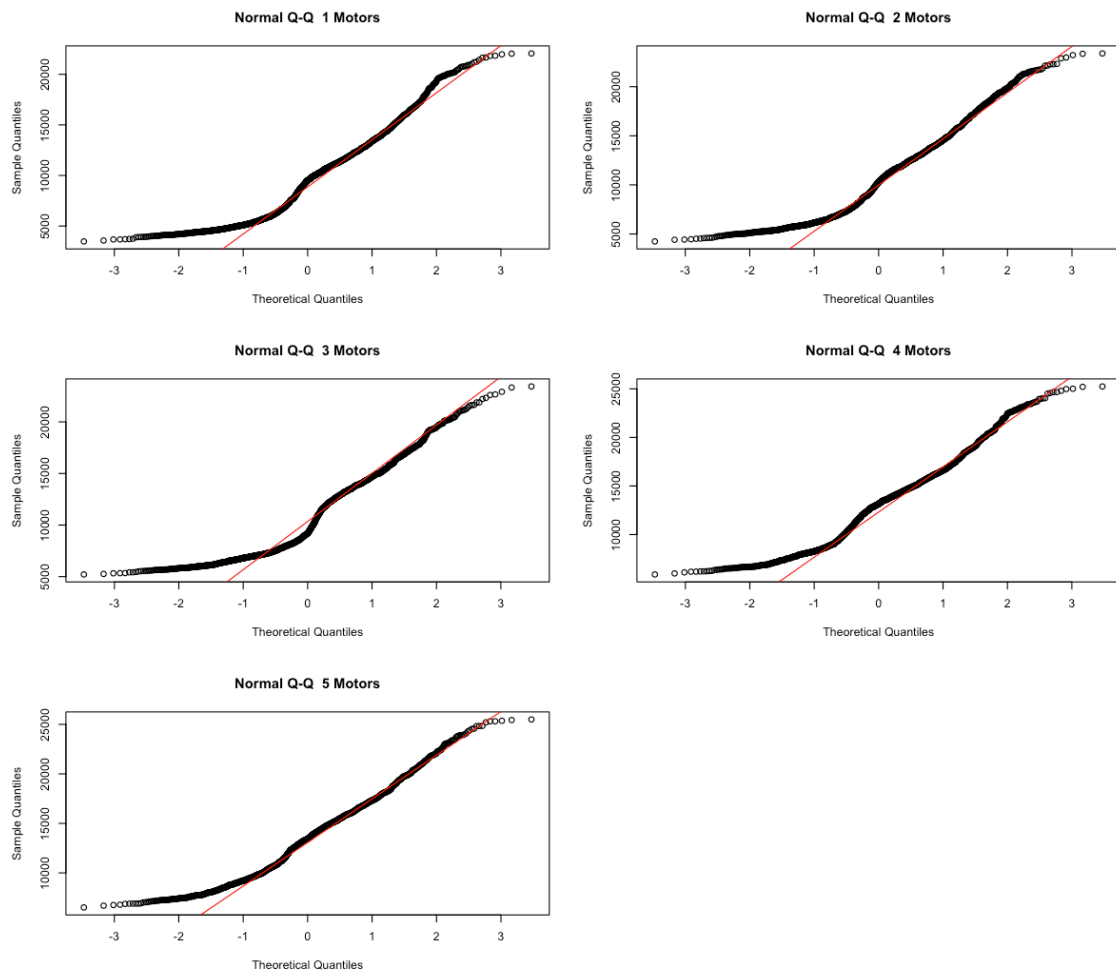 Normal Q-Q  1 Motors
Sample Quantiles
20000
15000
10000
5000
-3 -2 -1 0 1 2 3
Theoretical Quantiles
Normal Q-Q  2 Motors
Sample Quantiles
20000
15000
10000
5000
-3 -2 -1 0 1 2 3
Theoretical Quantiles
Normal Q-Q  3 Motors
Sample Quantiles
20000
15000
10000
5000
-3 -2 -1 0 1 2 3
Theoretical Quantiles
Normal Q-Q  4 Motors
Sample Quantiles
25000
20000
15000
10000
-3 -2 -1 0 1 2 3
Theoretical Quantiles
Normal Q-Q  5 Motors
Sample Quantiles
25000
20000
15000
10000
-3 -2 -1 0 1 2 3
Theoretical Quantiles